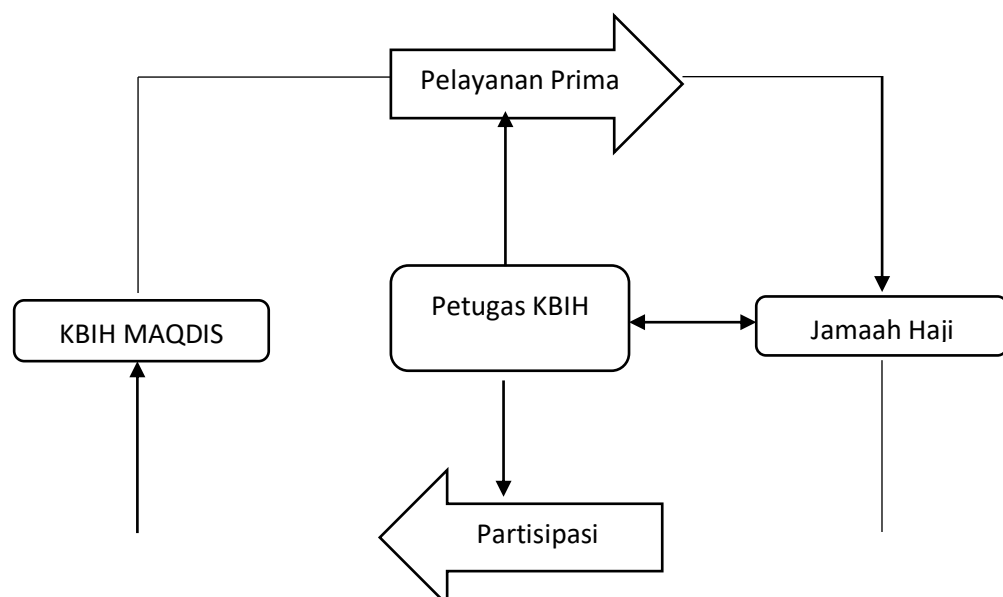 Pelayanan Prima
KBIH MAQDIS
Petugas KBIH
Jamaah Haji
Partisipasi